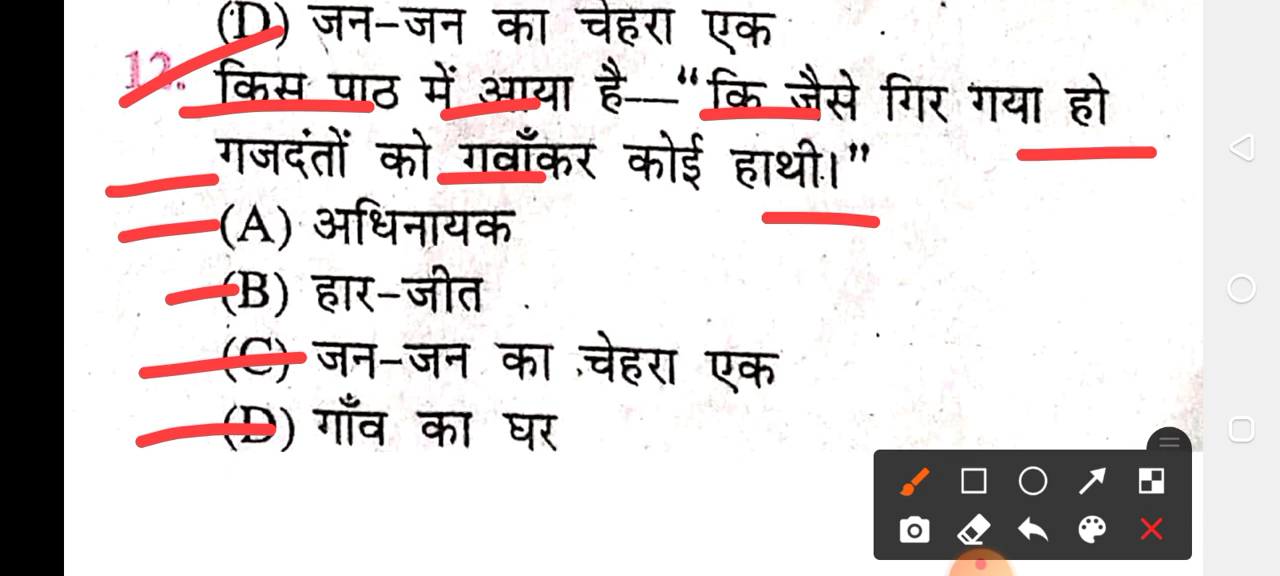 (D) जन-जन का चेहरा एक
12. किस पाठ में आया है—“कि जैसे गिर गया हो
गजदंतों को गवाँकर कोई हाथी।”
(A) अधिनायक
(B) हार-जीत
(C) जन-जन का चेहरा एक
(D) गाँव का घर